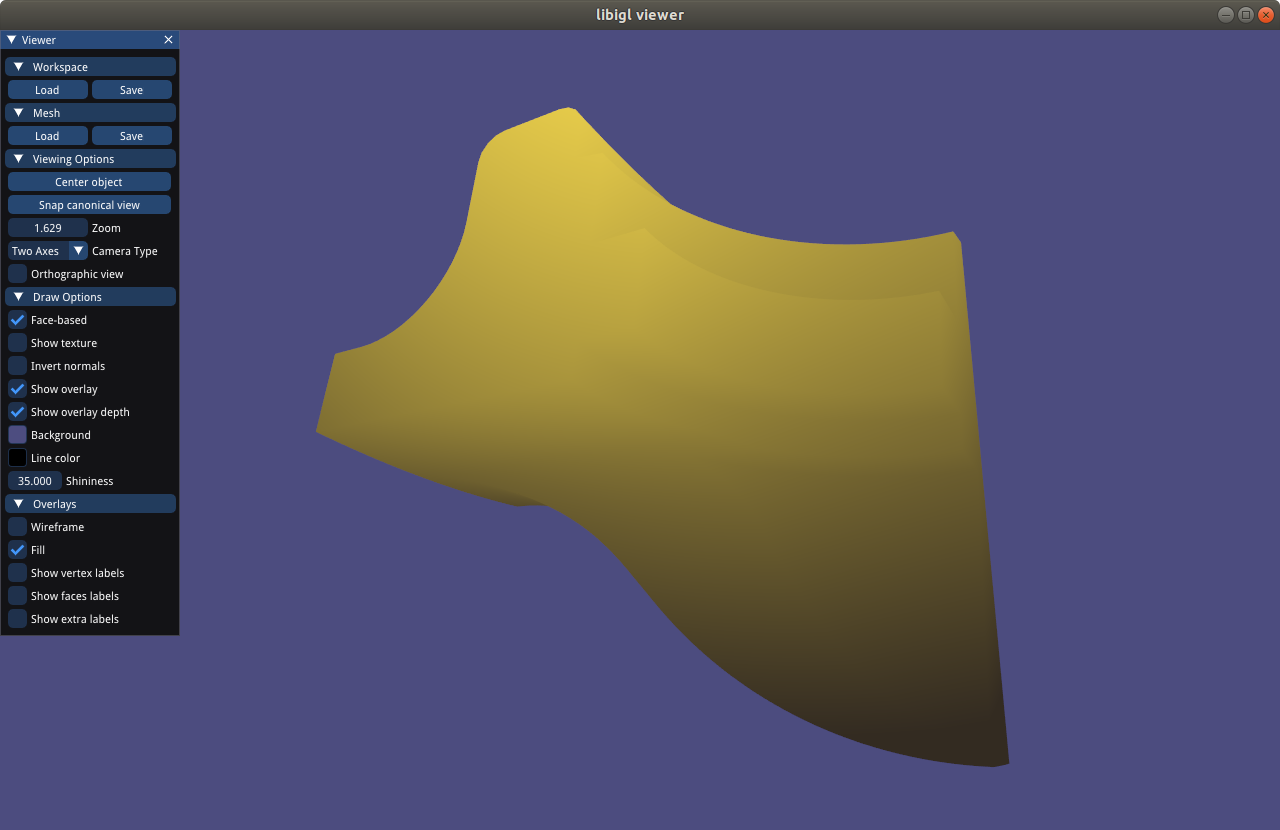 libigl viewer
Viewer
Workspace
Load Save
Mesh
Load Save
Viewing Options
Center object
Snap canonical view
1.629 Zoom
Two Axes Camera Type
Orthographic view
Draw Options
Face-based
Show texture
Invert normals
Show overlay
Show overlay depth
Background
Line color
35.000 Shininess
Overlays
Wireframe
Fill
Show vertex labels
Show faces labels
Show extra labels